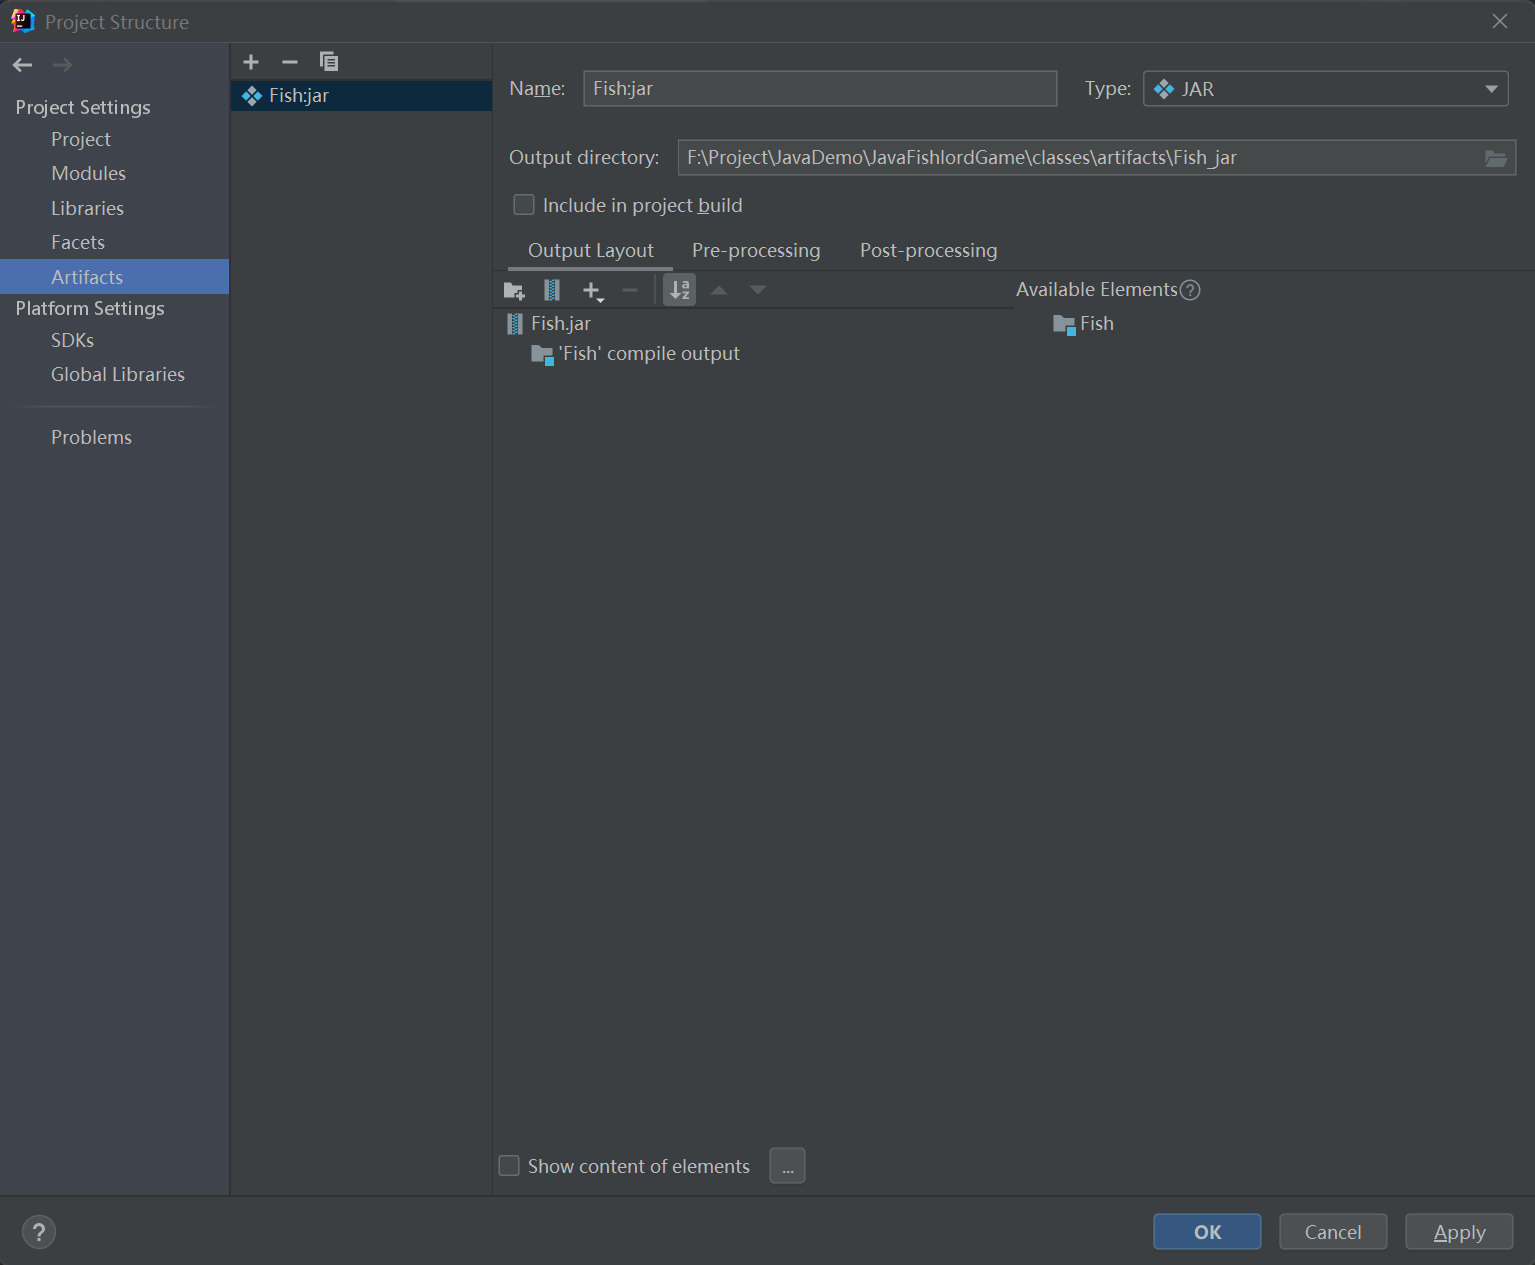 Project Structure
Project Settings
Project
Modules
Libraries
Facets
Artifacts
Platform Settings
SDKs
Global Libraries
Problems
Fish:jar
Name: Fish:jar Type: JAR
Output directory: F:\Project\JavaDemo\JavaFishlordGame\classes\artifacts\Fish_jar
Include in project build
Output Layout Pre-processing Post-processing
Available Elements
Fish.jar
'Fish' compile output
Fish
Show content of elements ...
OK Cancel Apply